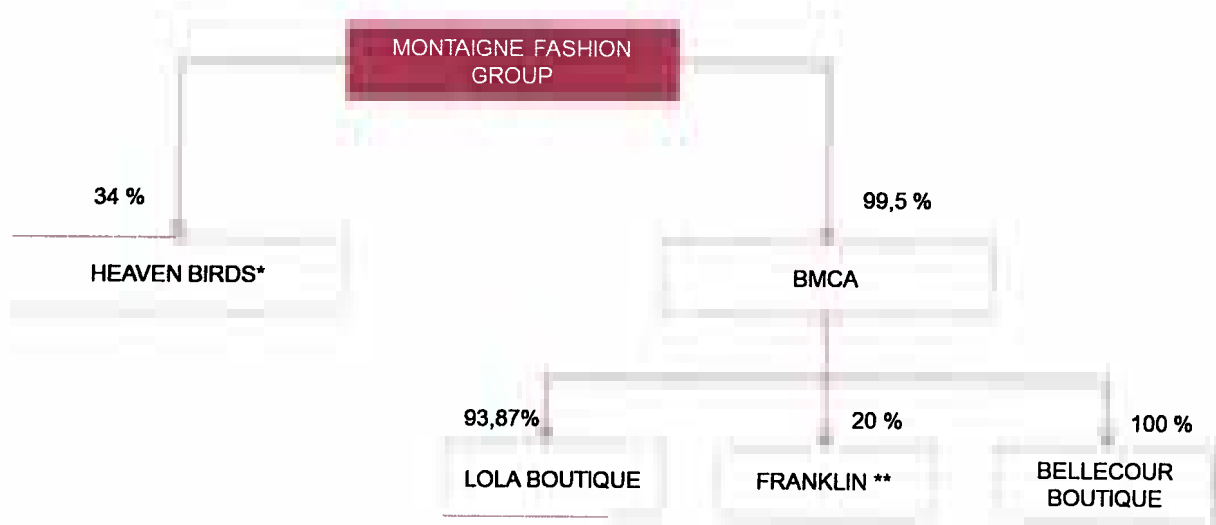 MONTAIGNE FASHION
GROUP
34 %
99,5 %
HEAVEN BIRDS*
BMCA
93,87%
20 %
100 %
LOLA BOUTIQUE
FRANKLIN **
BELLECOUR
BOUTIQUE